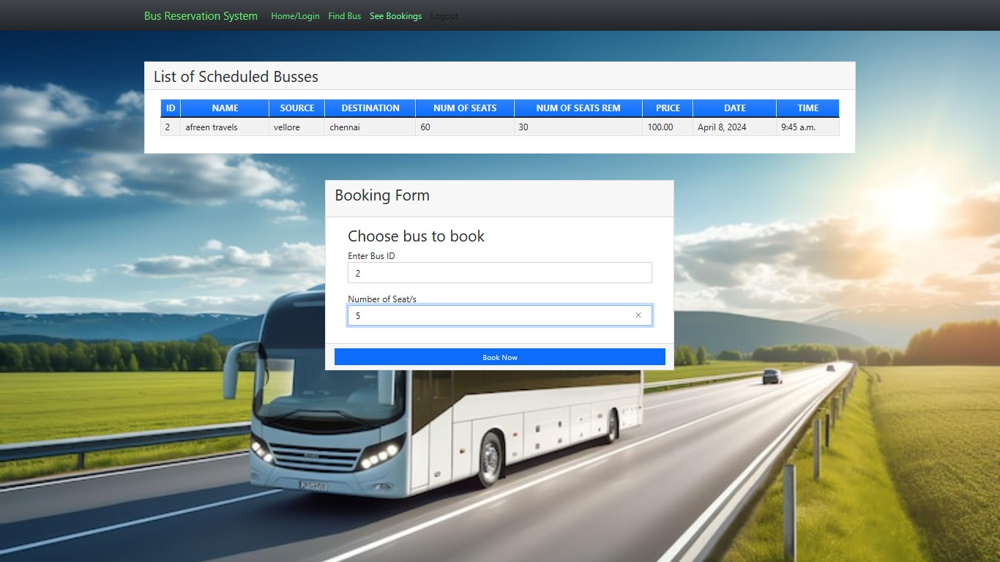 Bus Reservation System Home/Login Find Bus See Bookings Logout
List of Scheduled Busses
ID NAME SOURCE DESTINATION NUM OF SEATS NUM OF SEATS REM PRICE DATE TIME
2 afreen travels vellore chennai 60 30 100.00 April 8, 2024 9:45 a.m.
Booking Form
Choose bus to book
Enter Bus ID
2
Number of Seat/s
5
Book Now